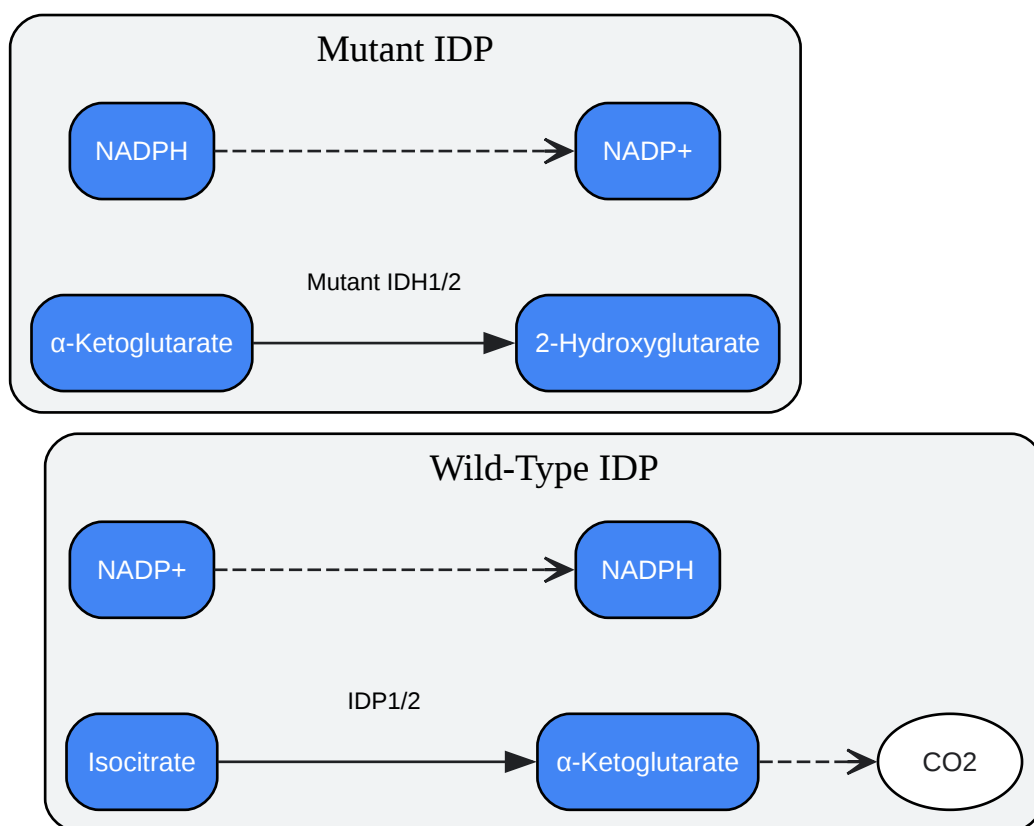 Mutant IDP
NADPH
NADP+
Mutant IDH1/2
α-Ketoglutarate
2-Hydroxyglutarate
Wild-Type IDP
NADP+
NADPH
IDP1/2
Isocitrate
α-Ketoglutarate
CO2